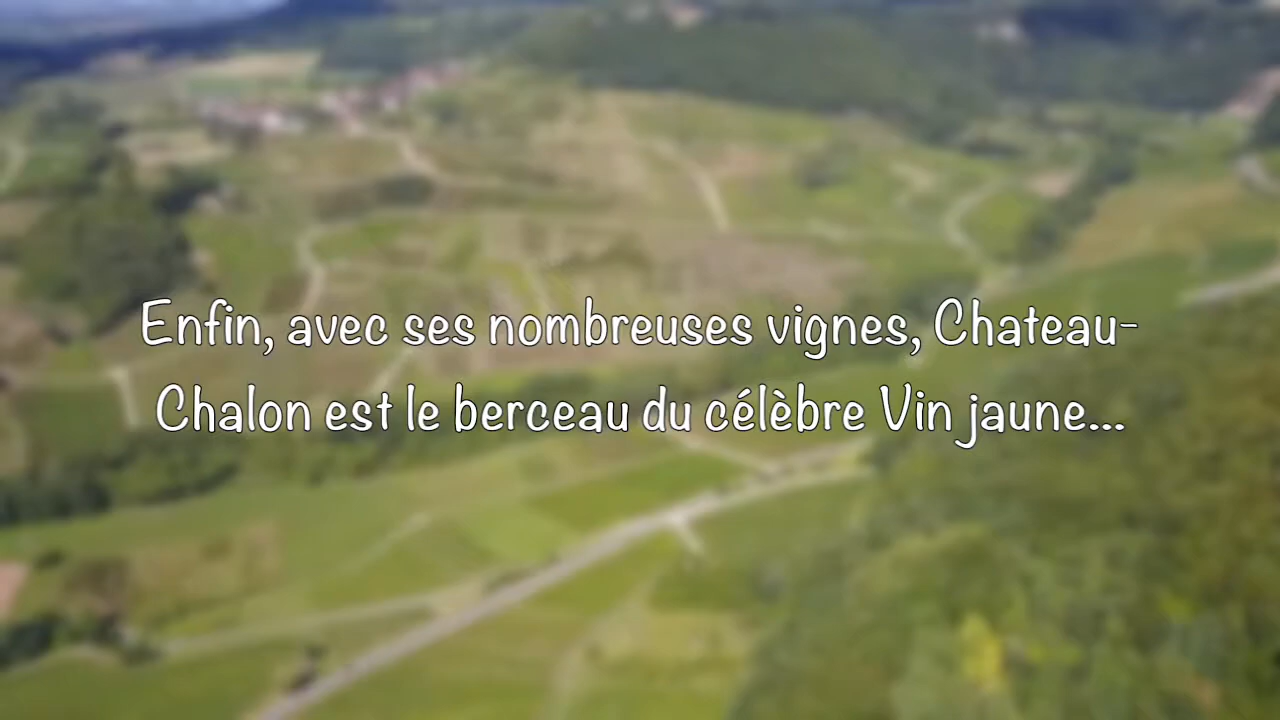 Enfin, avec ses nombreuses vignes, Chateau-
Chalon est le berceau du célèbre Vin jaune...